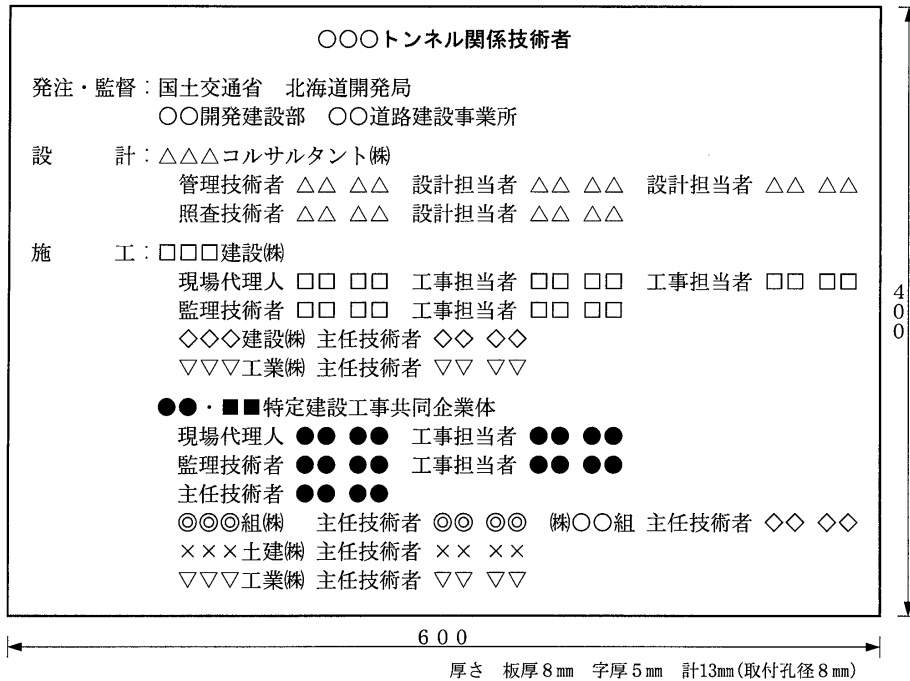 ○○○トンネル関係技術者
発注・監督：国土交通省　北海道開発局
○○開発建設部　○○道路建設事業所
設　　計：△△△コルサルタント㈱
管理技術者 △△ △△　設計担当者 △△ △△　設計担当者 △△ △△
照査技術者 △△ △△　設計担当者 △△ △△
施　　工：□□□建設㈱
現場代理人 □□ □□　工事担当者 □□ □□　工事担当者 □□ □□
監理技術者 □□ □□　工事担当者 □□ □□
◇◇◇建設㈱ 主任技術者 ◇◇ ◇◇
▽▽▽工業㈱ 主任技術者 ▽▽ ▽▽
●●・■■特定建設工事共同企業体
現場代理人 ●● ●●　工事担当者 ●● ●●
監理技術者 ●● ●●　工事担当者 ●● ●●
主任技術者 ●● ●●
◎◎◎組㈱　主任技術者 ◎◎ ◎◎　㈱○○組 主任技術者 ◇◇ ◇◇
×××土建㈱ 主任技術者 ×× ××
▽▽▽工業㈱ 主任技術者 ▽▽ ▽▽
400
600
厚さ　板厚8㎜　字厚5㎜　計13㎜(取付孔径8㎜)